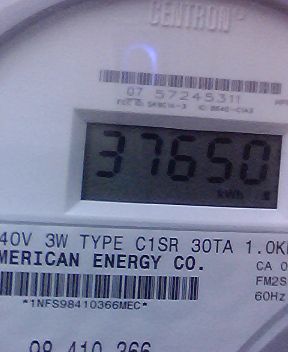 CENTRON
07 57245311
37650
kWh
40V 3W TYPE C1SR 30TA 1.0K
MERICAN ENERGY CO.
CA 0
FM2S
60Hz
*1NFS98410366MEC*
98 410 366